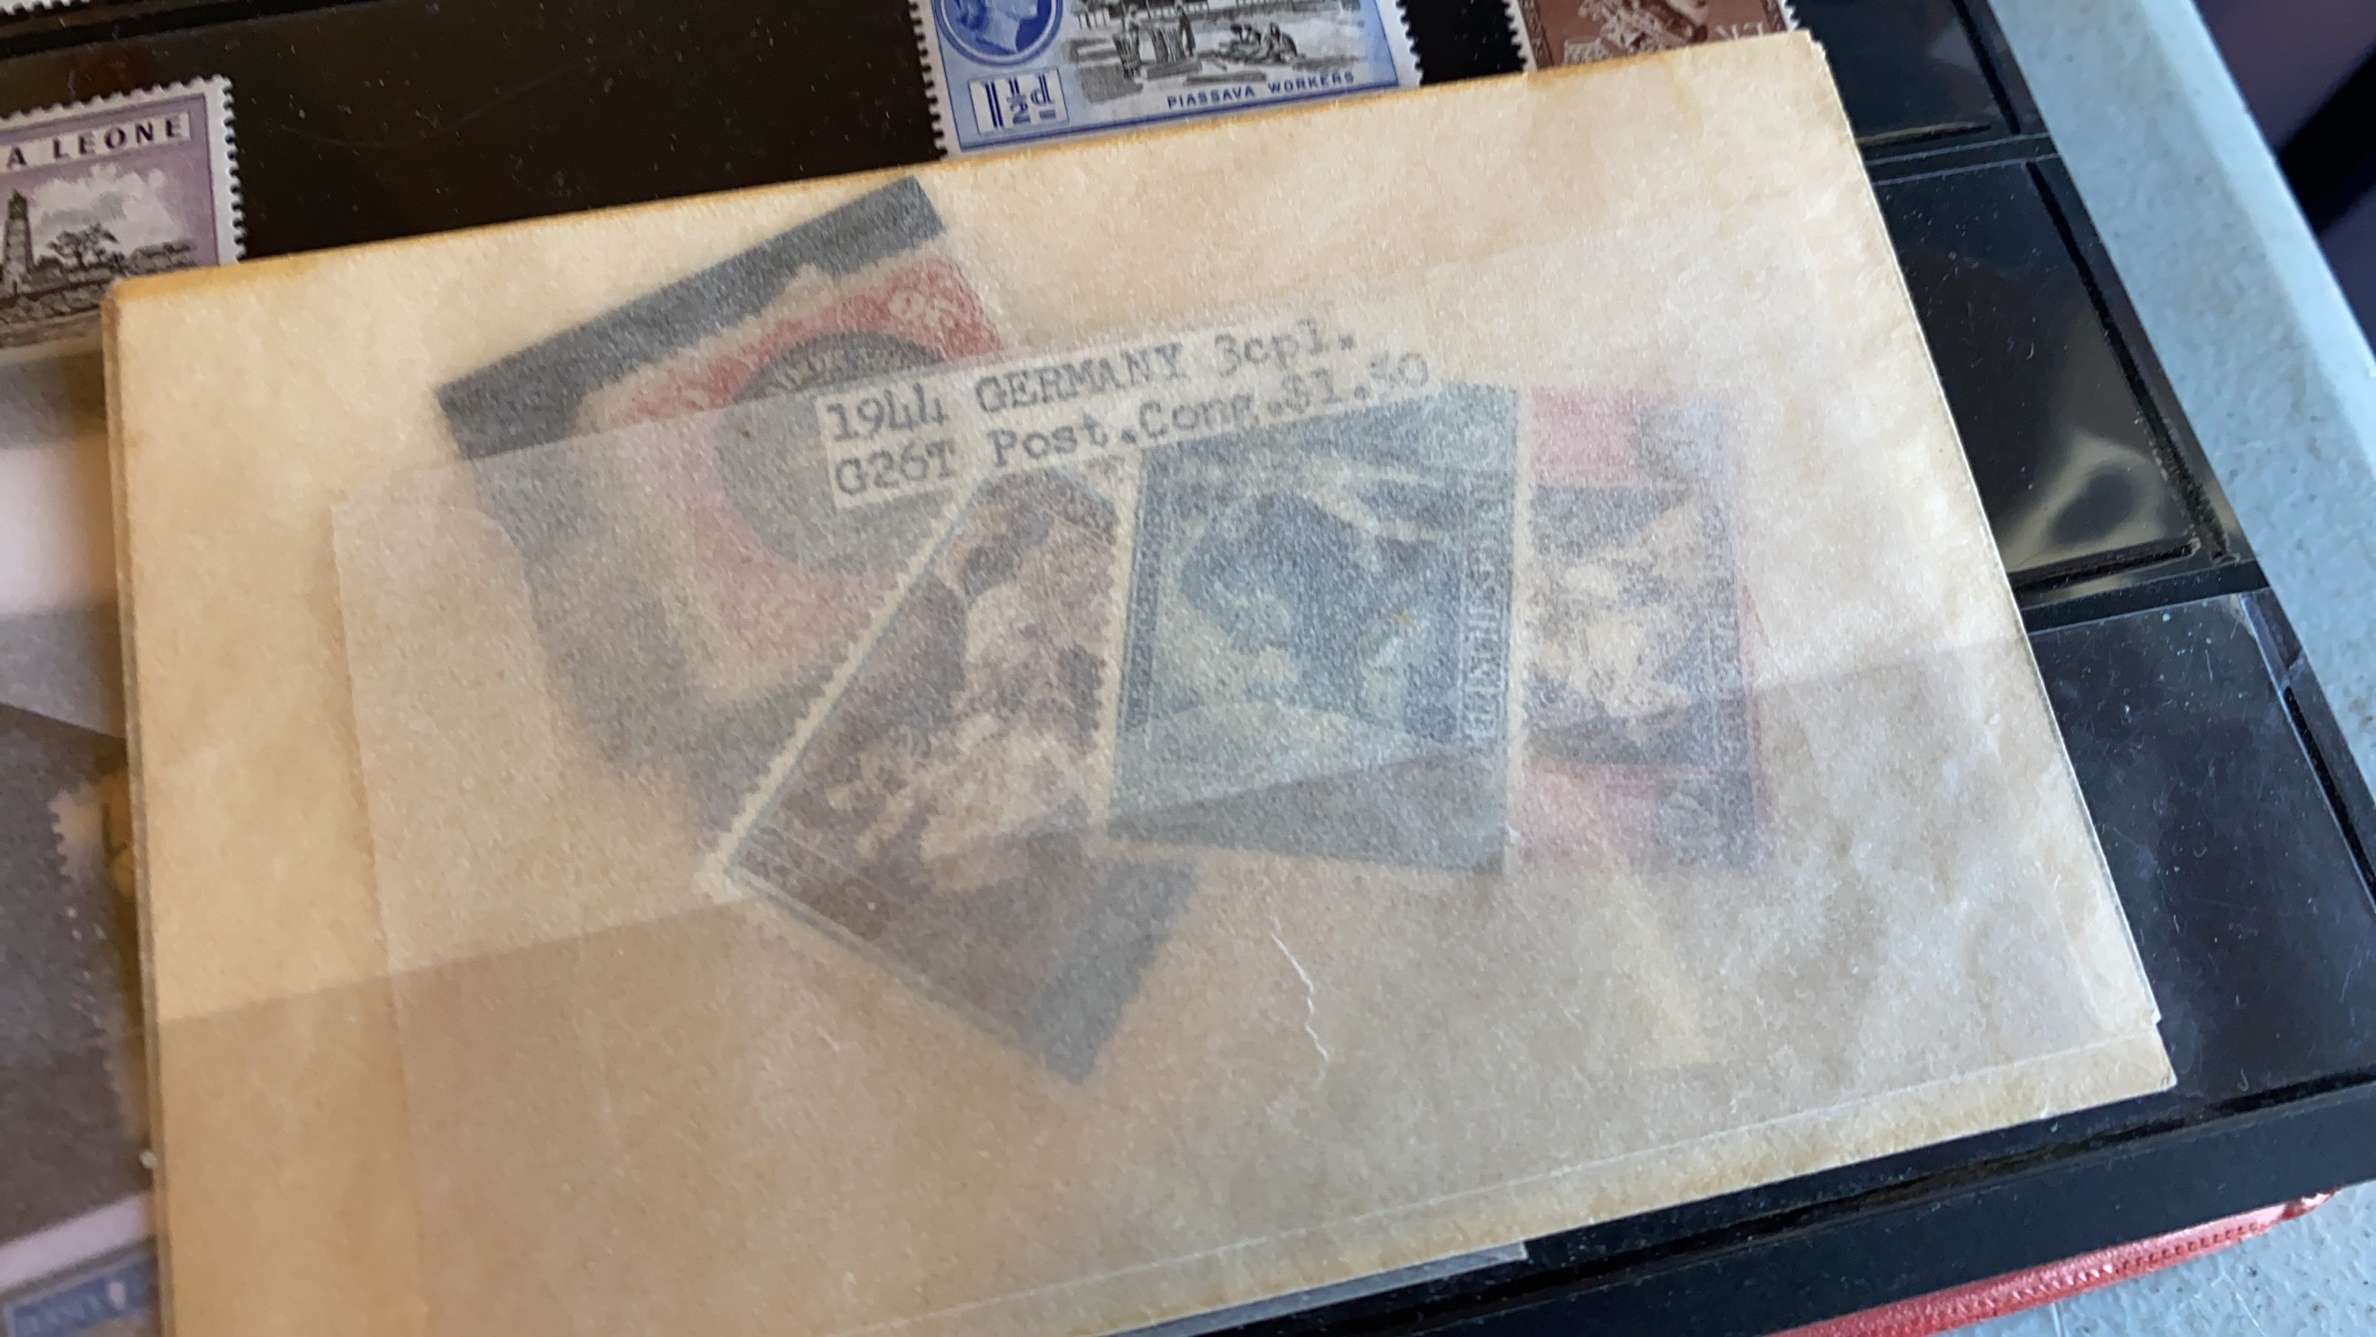 A LEONE
1½d
PIASSAVA WORKERS
1944 GERMANY 3cpl.
G26T Post.Cong.$1.50